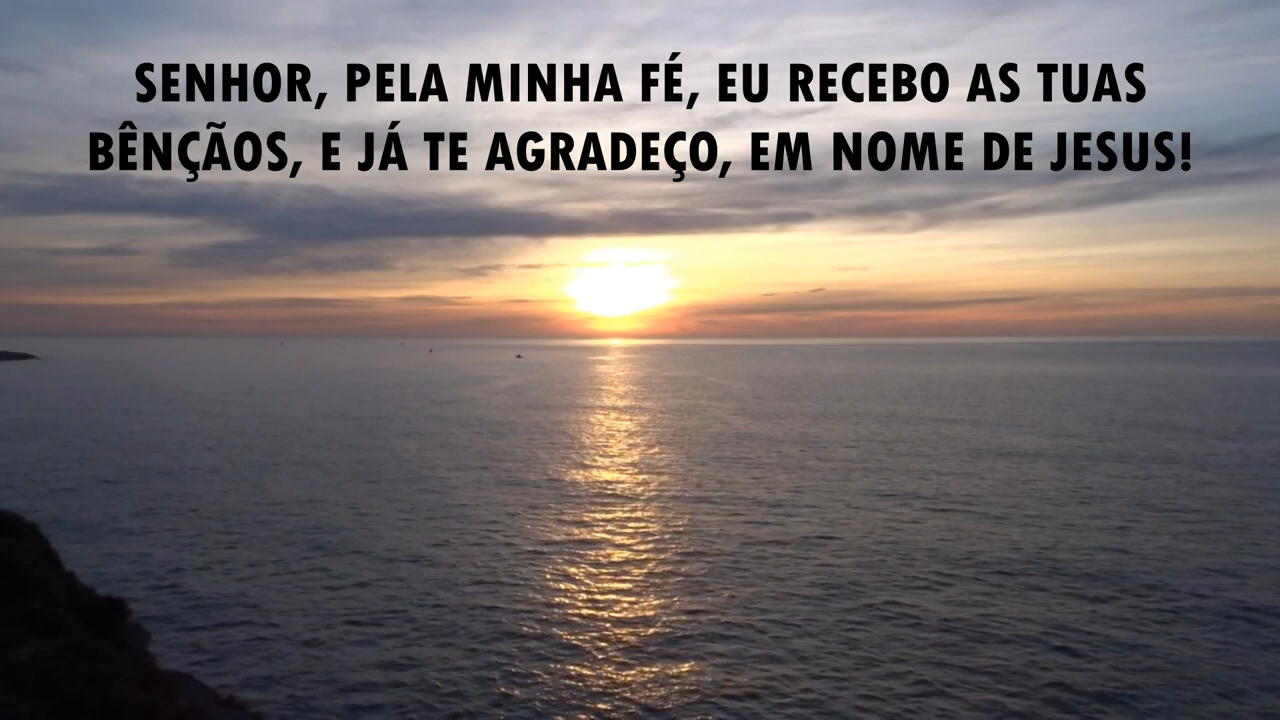 SENHOR, PELA MINHA FÉ, EU RECEBO AS TUAS
BÊNÇÃOS, E JÁ TE AGRADEÇO, EM NOME DE JESUS!